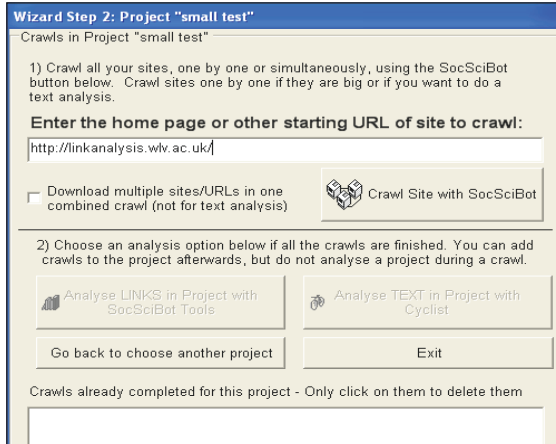 Wizard Step 2: Project "small test"
Crawls in Project "small test"
1) Crawl all your sites, one by one or simultaneously, using the SocSciBot
button below. Crawl sites one by one if they are big or if you want to do a
text analysis.
Enter the home page or other starting URL of site to crawl:
http://linkanalysis.wlv.ac.uk/
Download multiple sites/URLs in one
combined crawl (not for text analysis)
Crawl Site with SocSciBot
2) Choose an analysis option below if all the crawls are finished. You can add
crawls to the project afterwards, but do not analyse a project during a crawl.
Analyse LINKS in Project with
SocSciBot Tools
Analyse TEXT in Project with
Cyclist
Go back to choose another project
Exit
Crawls already completed for this project - Only click on them to delete them